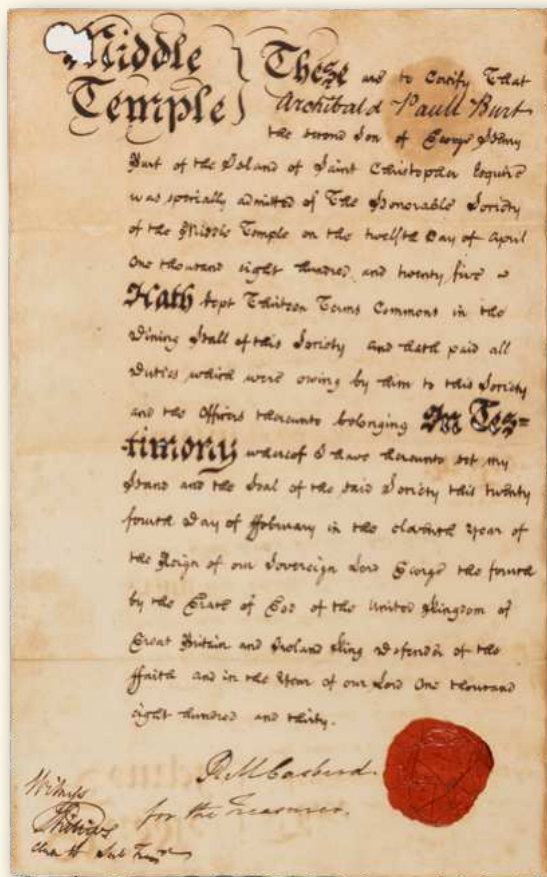 Middle Temple } These are to Certify That
Archibald Paull Burt
the second Son of George Henry
Burt of the Island of Saint Christopher Esquire
was specially admitted of The Honorable Society
of the Middle Temple on the twelfth Day of April
One thousand eight hundred and twenty five
Hath kept Thirteen Terms Commons in the
Dining Hall of this Society and hath paid all
Duties which were owing by him to this Society
and the Officers thereunto belonging In Tes=
timony whereof I have hereunto set my
Hand and the Seal of the said Society this twenty
fourth Day of ffebruary in the eleventh Year of
the Reign of our Sovereign Lord George the fourth
by the Grace of God of the United Kingdom of
Great Britain and Ireland King Defender of the
ffaith and in the Year of our Lord One thousand
eight hundred and thirty.
for the Treasurer.
Witness